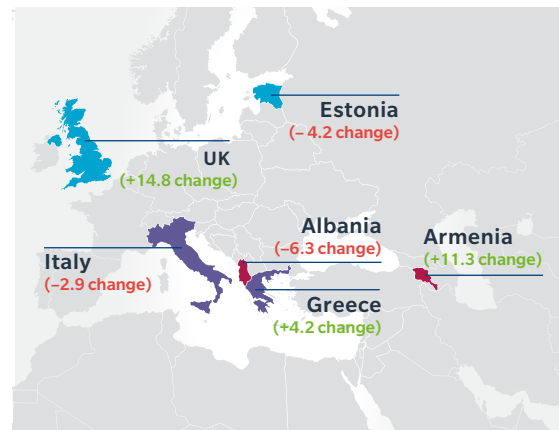 Estonia
(– 4.2 change)
UK
(+14.8 change)
Albania
(–6.3 change)
Armenia
(+11.3 change)
Italy
(–2.9 change)
Greece
(+4.2 change)